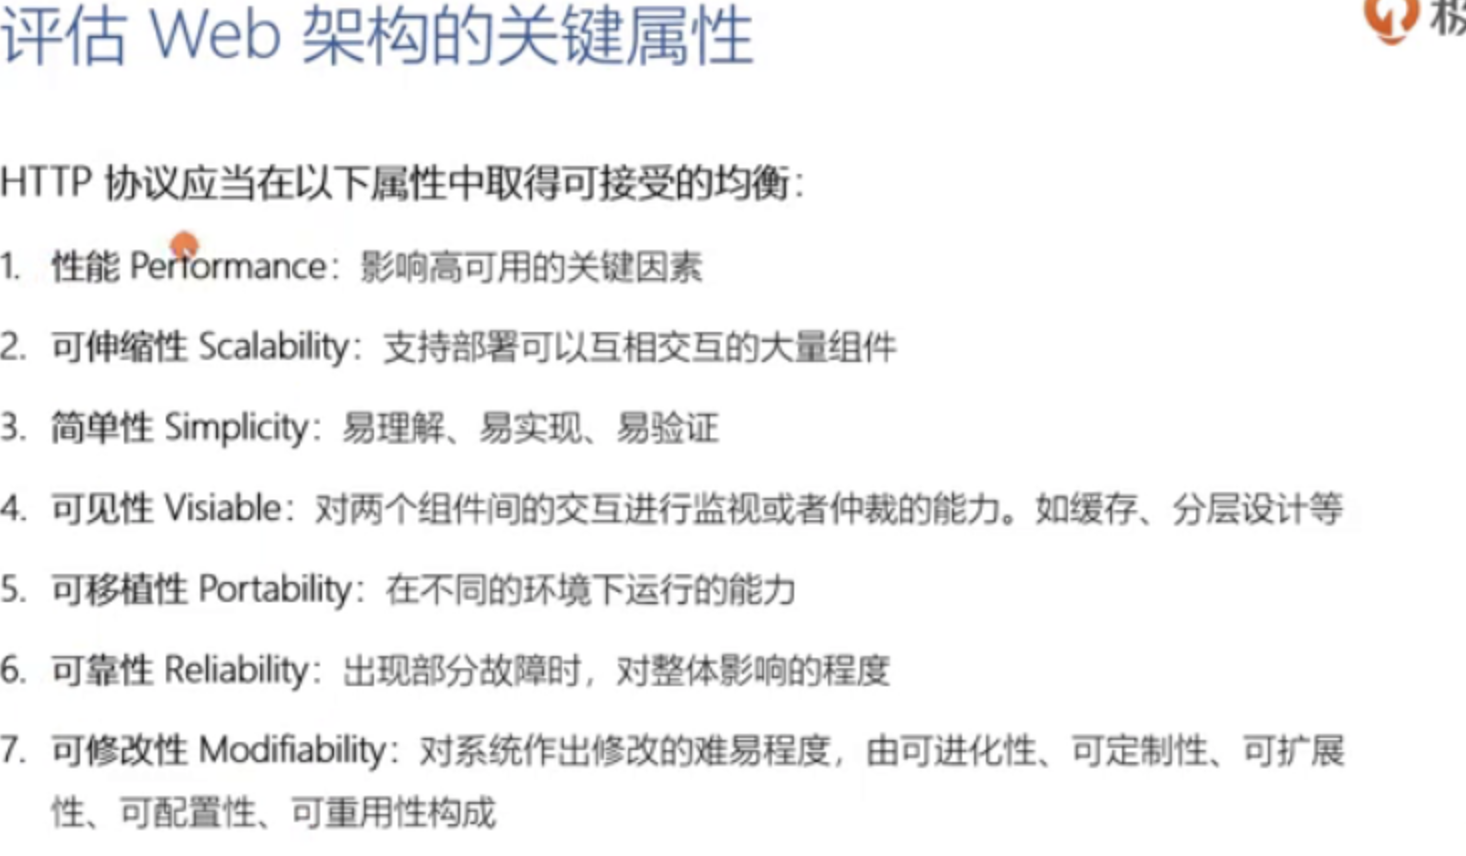 评估 Web 架构的关键属性
HTTP 协议应当在以下属性中取得可接受的均衡：
1. 性能 Performance：影响高可用的关键因素
2. 可伸缩性 Scalability：支持部署可以互相交互的大量组件
3. 简单性 Simplicity：易理解、易实现、易验证
4. 可见性 Visiable：对两个组件间的交互进行监视或者仲裁的能力。如缓存、分层设计等
5. 可移植性 Portability：在不同的环境下运行的能力
6. 可靠性 Reliability：出现部分故障时，对整体影响的程度
7. 可修改性 Modifiability：对系统作出修改的难易程度，由可进化性、可定制性、可扩展
性、可配置性、可重用性构成